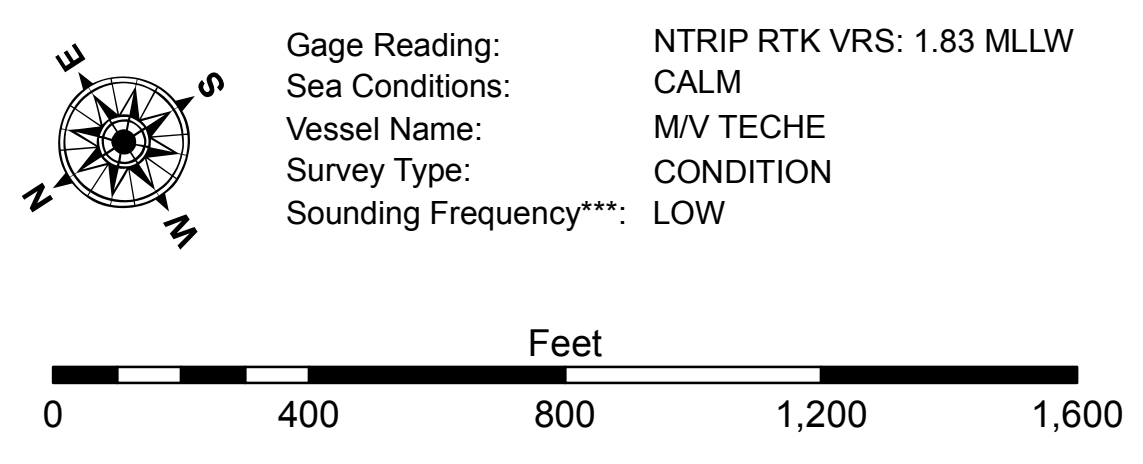 E
S
N
W
Gage Reading: NTRIP RTK VRS: 1.83 MLLW
Sea Conditions: CALM
Vessel Name: M/V TECHE
Survey Type: CONDITION
Sounding Frequency***: LOW
Feet
0 400 800 1,200 1,600